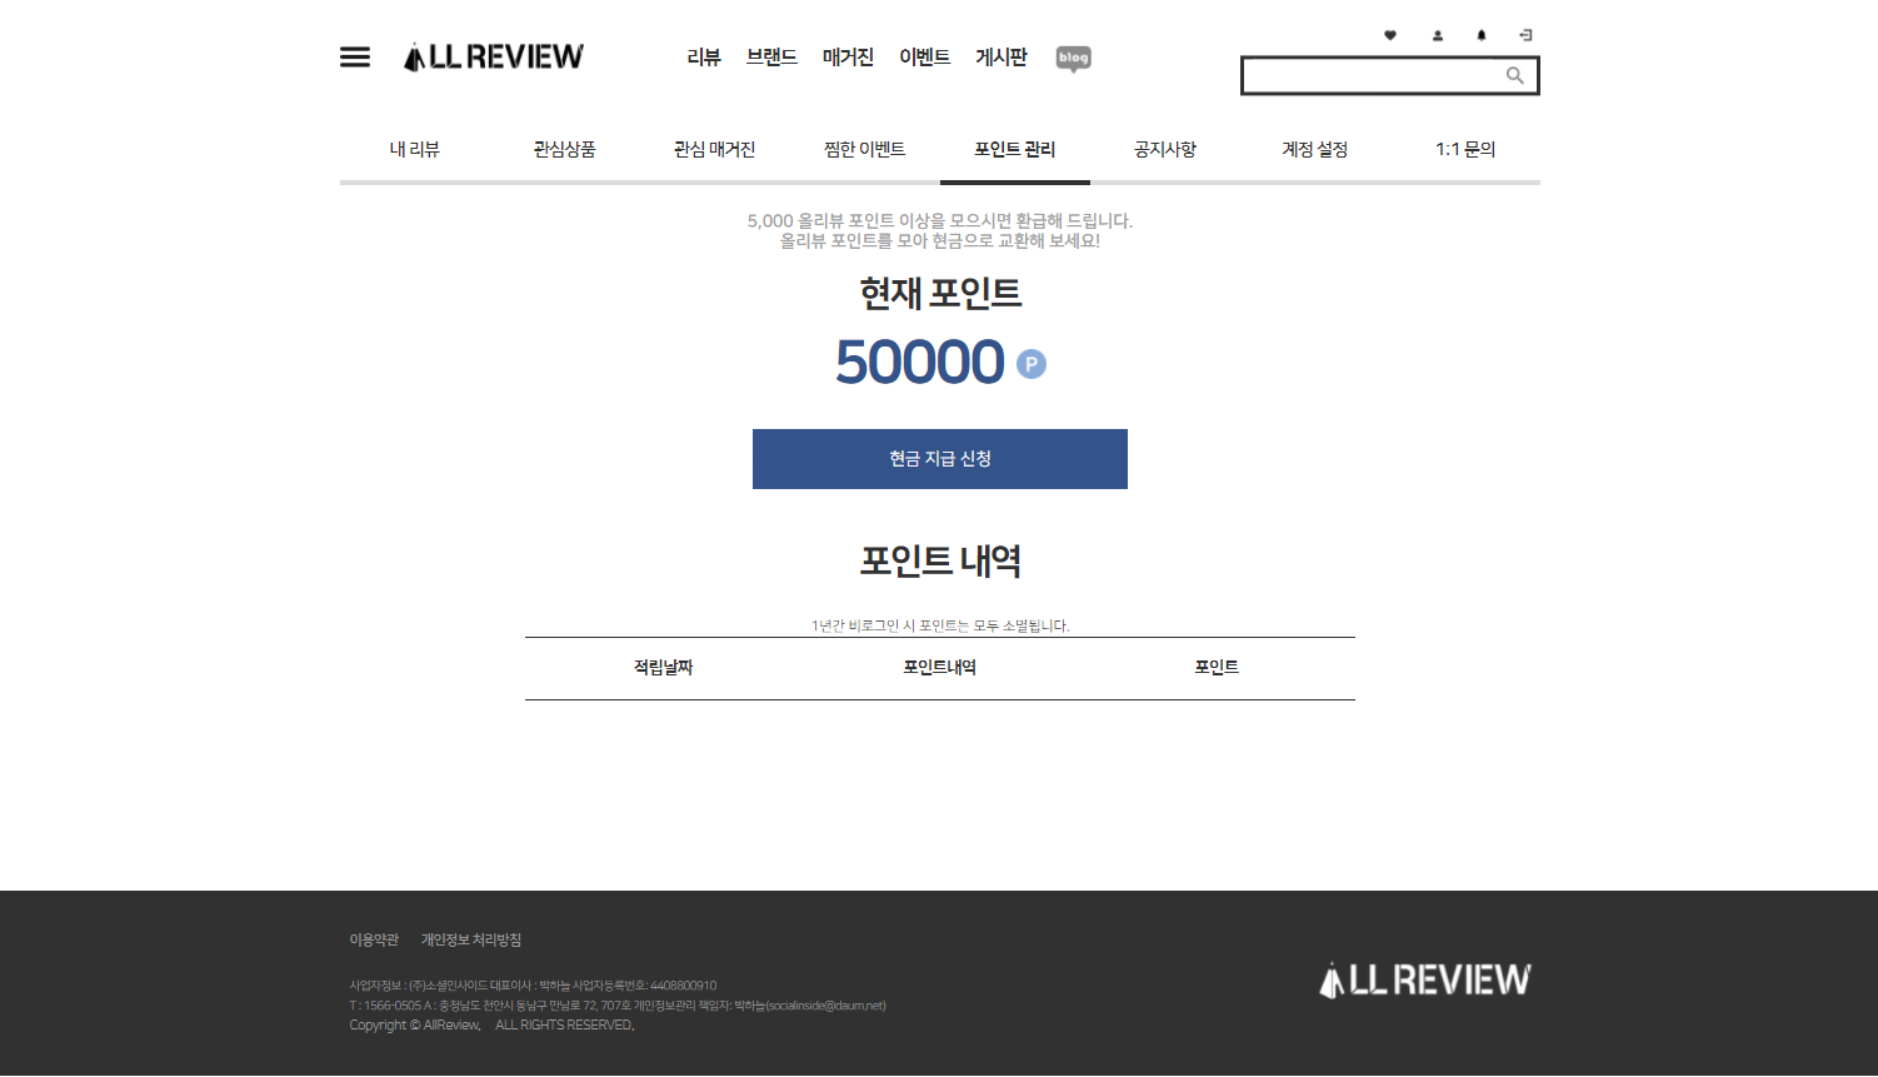 ALL REVIEW
리뷰 브랜드 매거진 이벤트 게시판 blog
내 리뷰 관심상품 관심 매거진 찜한 이벤트 포인트 관리 공지사항 계정 설정 1:1 문의
5,000 올리뷰 포인트 이상을 모으시면 환급해 드립니다.
올리뷰 포인트를 모아 현금으로 교환해 보세요!
현재 포인트
50000 P
현금 지급 신청
포인트 내역
1년간 비로그인 시 포인트는 모두 소멸됩니다.
적립날짜 포인트내역 포인트
이용약관 개인정보 처리방침
사업자정보 : (주)소셜인사이드 대표이사 : 박하늘 사업자등록번호: 4408800910
T : 1566-0505 A : 충청남도 천안시 동남구 만남로 72, 707호 개인정보관리 책임자: 박하늘(socialinside@daum.net)
Copyright © AllReview. ALL RIGHTS RESERVED.
ALL REVIEW